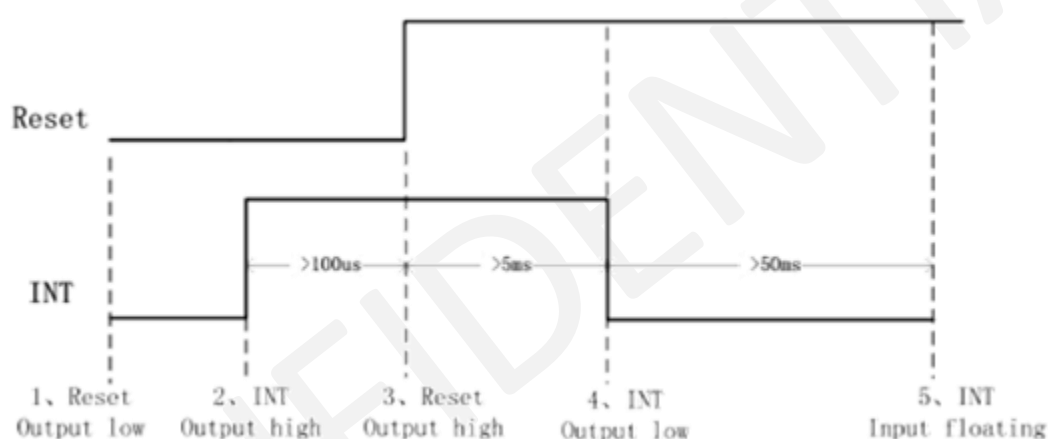 Reset
INT
>100us
>5ms
>50ms
1、Reset
Output low
2、INT
Output high
3、Reset
Output high
4、INT
Output low
5、INT
Input floating